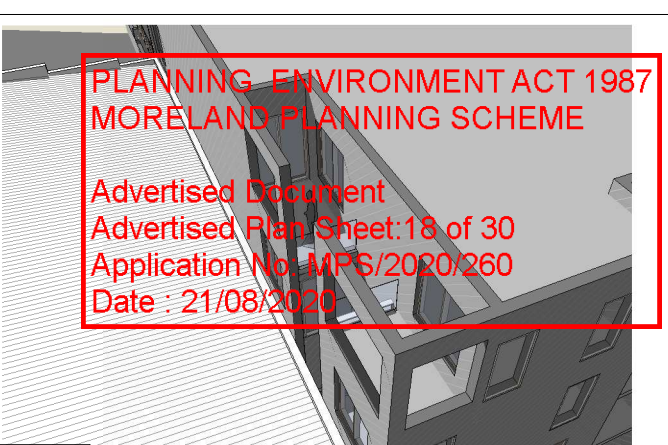 PLANNING ENVIRONMENT ACT 1987
MORELAND PLANNING SCHEME
Advertised Document
Advertised Plan Sheet:18 of 30
Application No: MPS/2020/260
Date : 21/08/2020